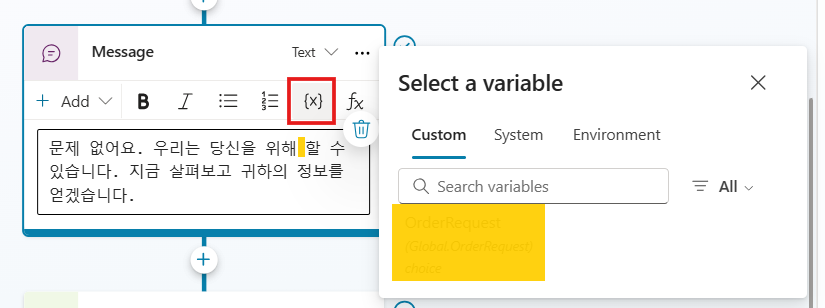 Message
Text
Add
B
I
{x}
fx
문제 없어요. 우리는 당신을 위해 할 수
있습니다. 지금 살펴보고 귀하의 정보를
얻겠습니다.
Select a variable
Custom
System
Environment
Search variables
All
OrderRequest
(Global.OrderRequest)
choice